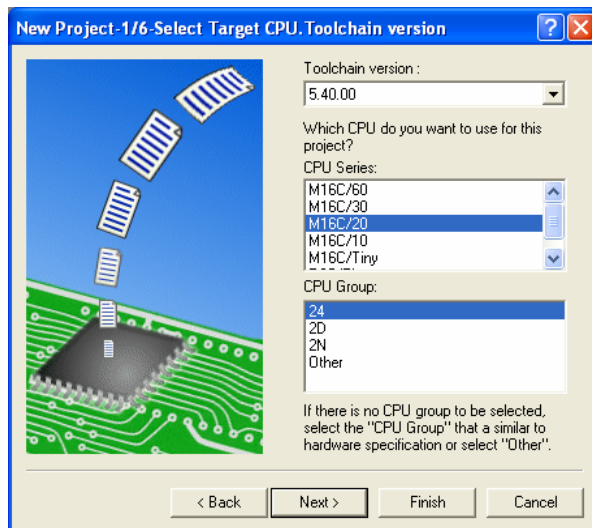 New Project-1/6-Select Target CPU.Toolchain version
Toolchain version :
5.40.00
Which CPU do you want to use for this
project?
CPU Series:
M16C/60
M16C/30
M16C/20
M16C/10
M16C/Tiny
CPU Group:
24
2D
2N
Other
If there is no CPU group to be selected,
select the "CPU Group" that a similar to
hardware specification or select "Other".
< Back
Next >
Finish
Cancel